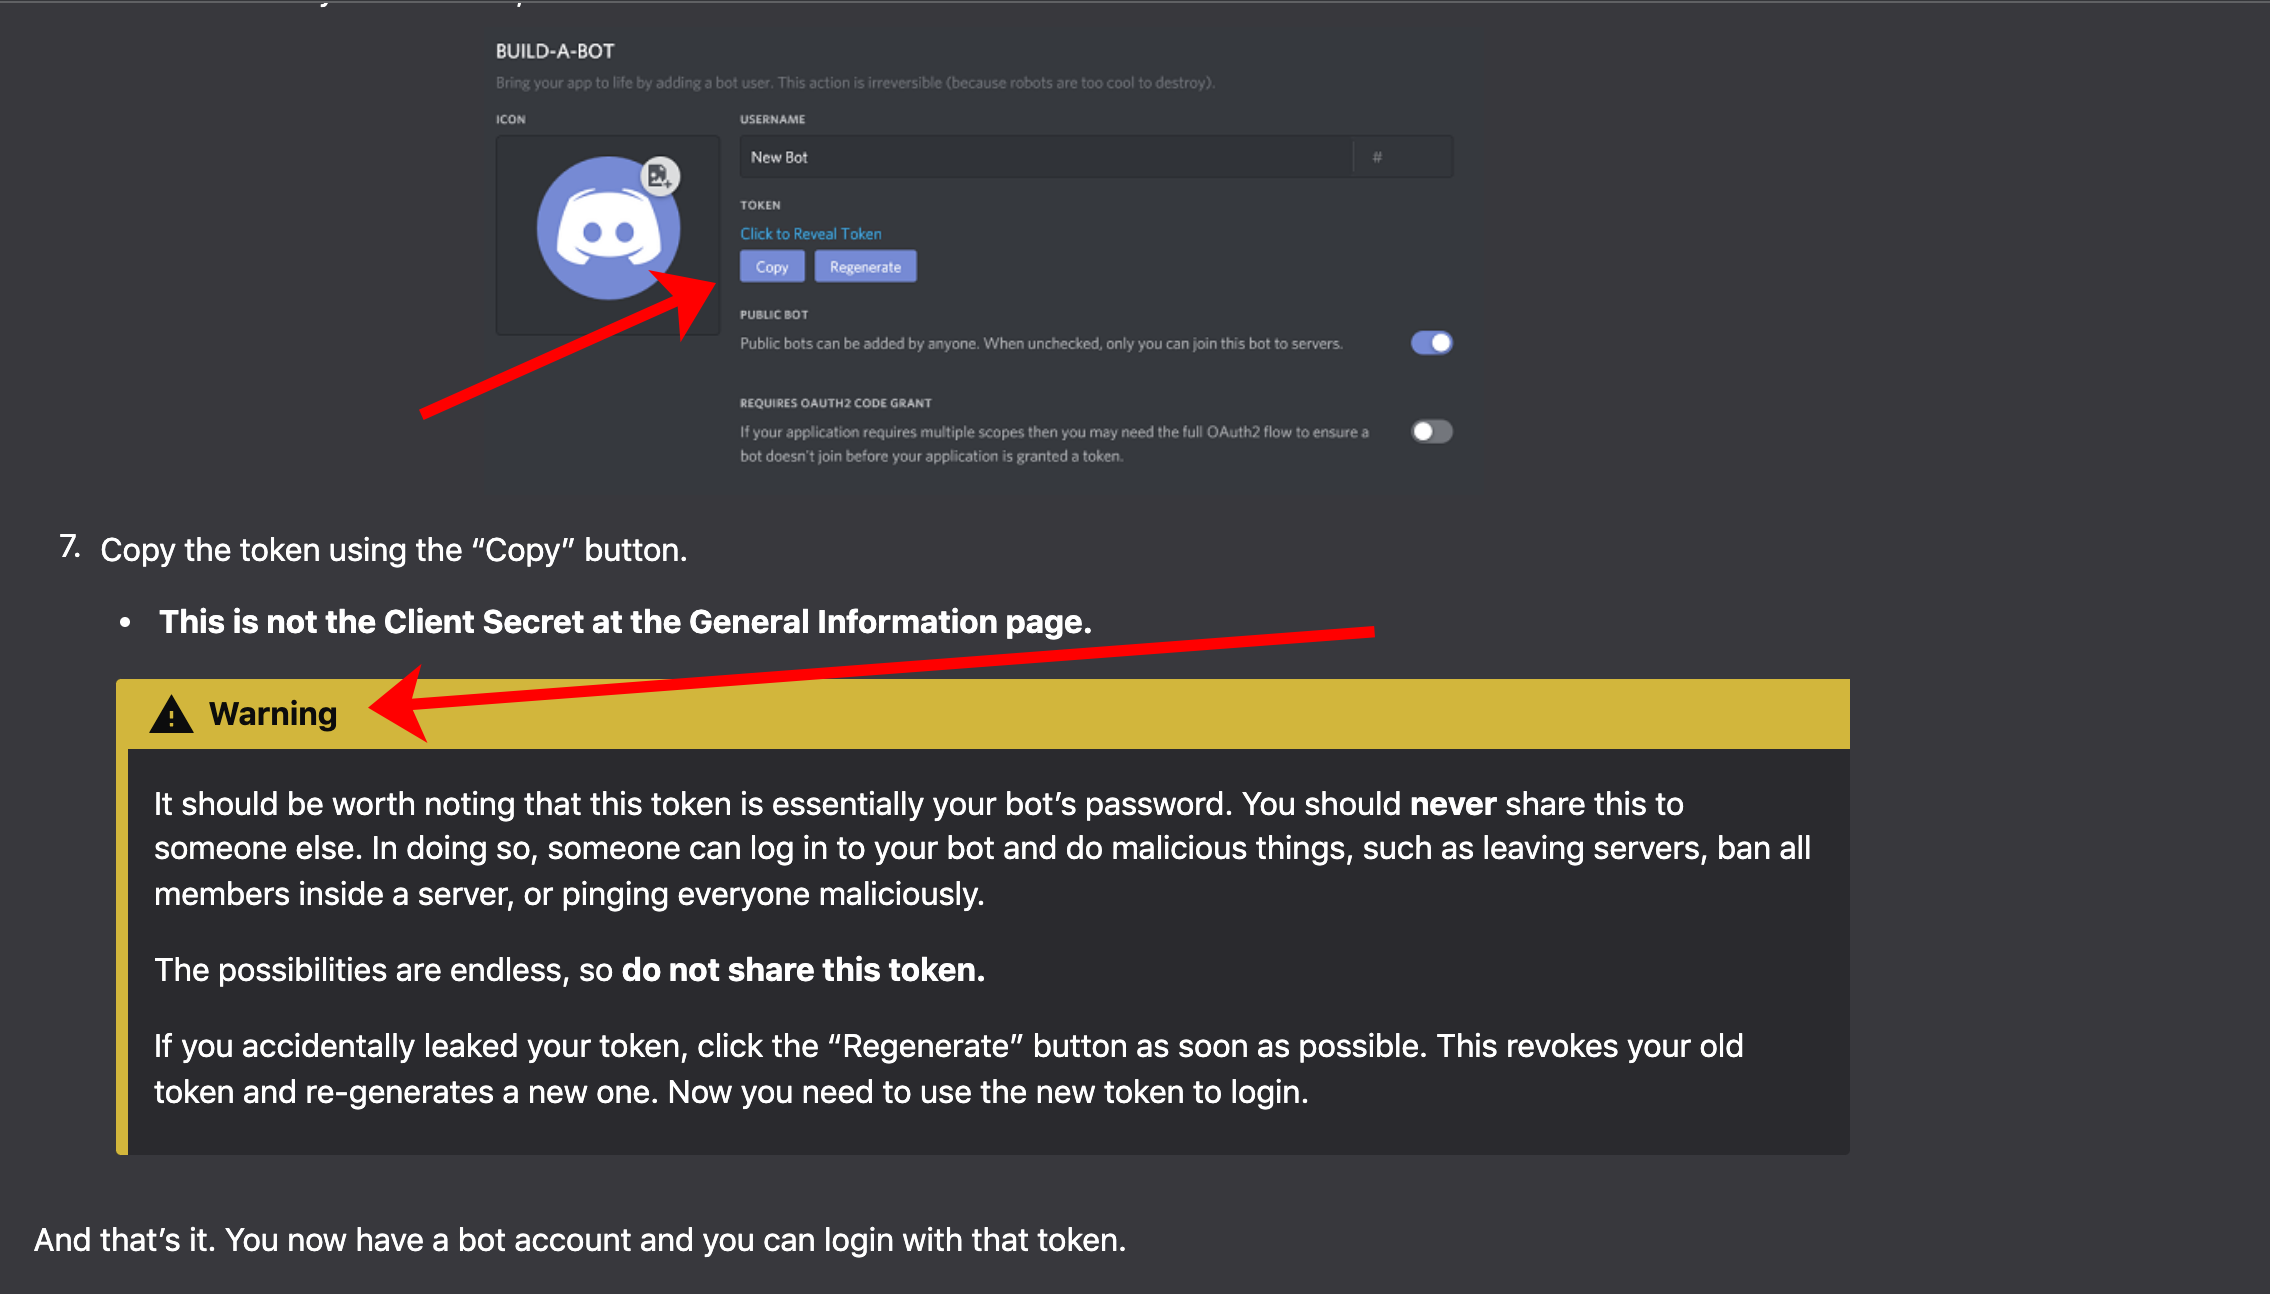 BUILD-A-BOT
Bring your app to life by adding a bot user. This action is irreversible (because robots are too cool to destroy).
ICON
USERNAME
New Bot
#
TOKEN
Click to Reveal Token
Copy
Regenerate
PUBLIC BOT
Public bots can be added by anyone. When unchecked, only you can join this bot to servers.
REQUIRES OAUTH2 CODE GRANT
If your application requires multiple scopes then you may need the full OAuth2 flow to ensure a
bot doesn't join before your application is granted a token.
7. Copy the token using the “Copy” button.
• This is not the Client Secret at the General Information page.
Warning
It should be worth noting that this token is essentially your bot’s password. You should never share this to
someone else. In doing so, someone can log in to your bot and do malicious things, such as leaving servers, ban all
members inside a server, or pinging everyone maliciously.
The possibilities are endless, so do not share this token.
If you accidentally leaked your token, click the “Regenerate” button as soon as possible. This revokes your old
token and re-generates a new one. Now you need to use the new token to login.
And that’s it. You now have a bot account and you can login with that token.